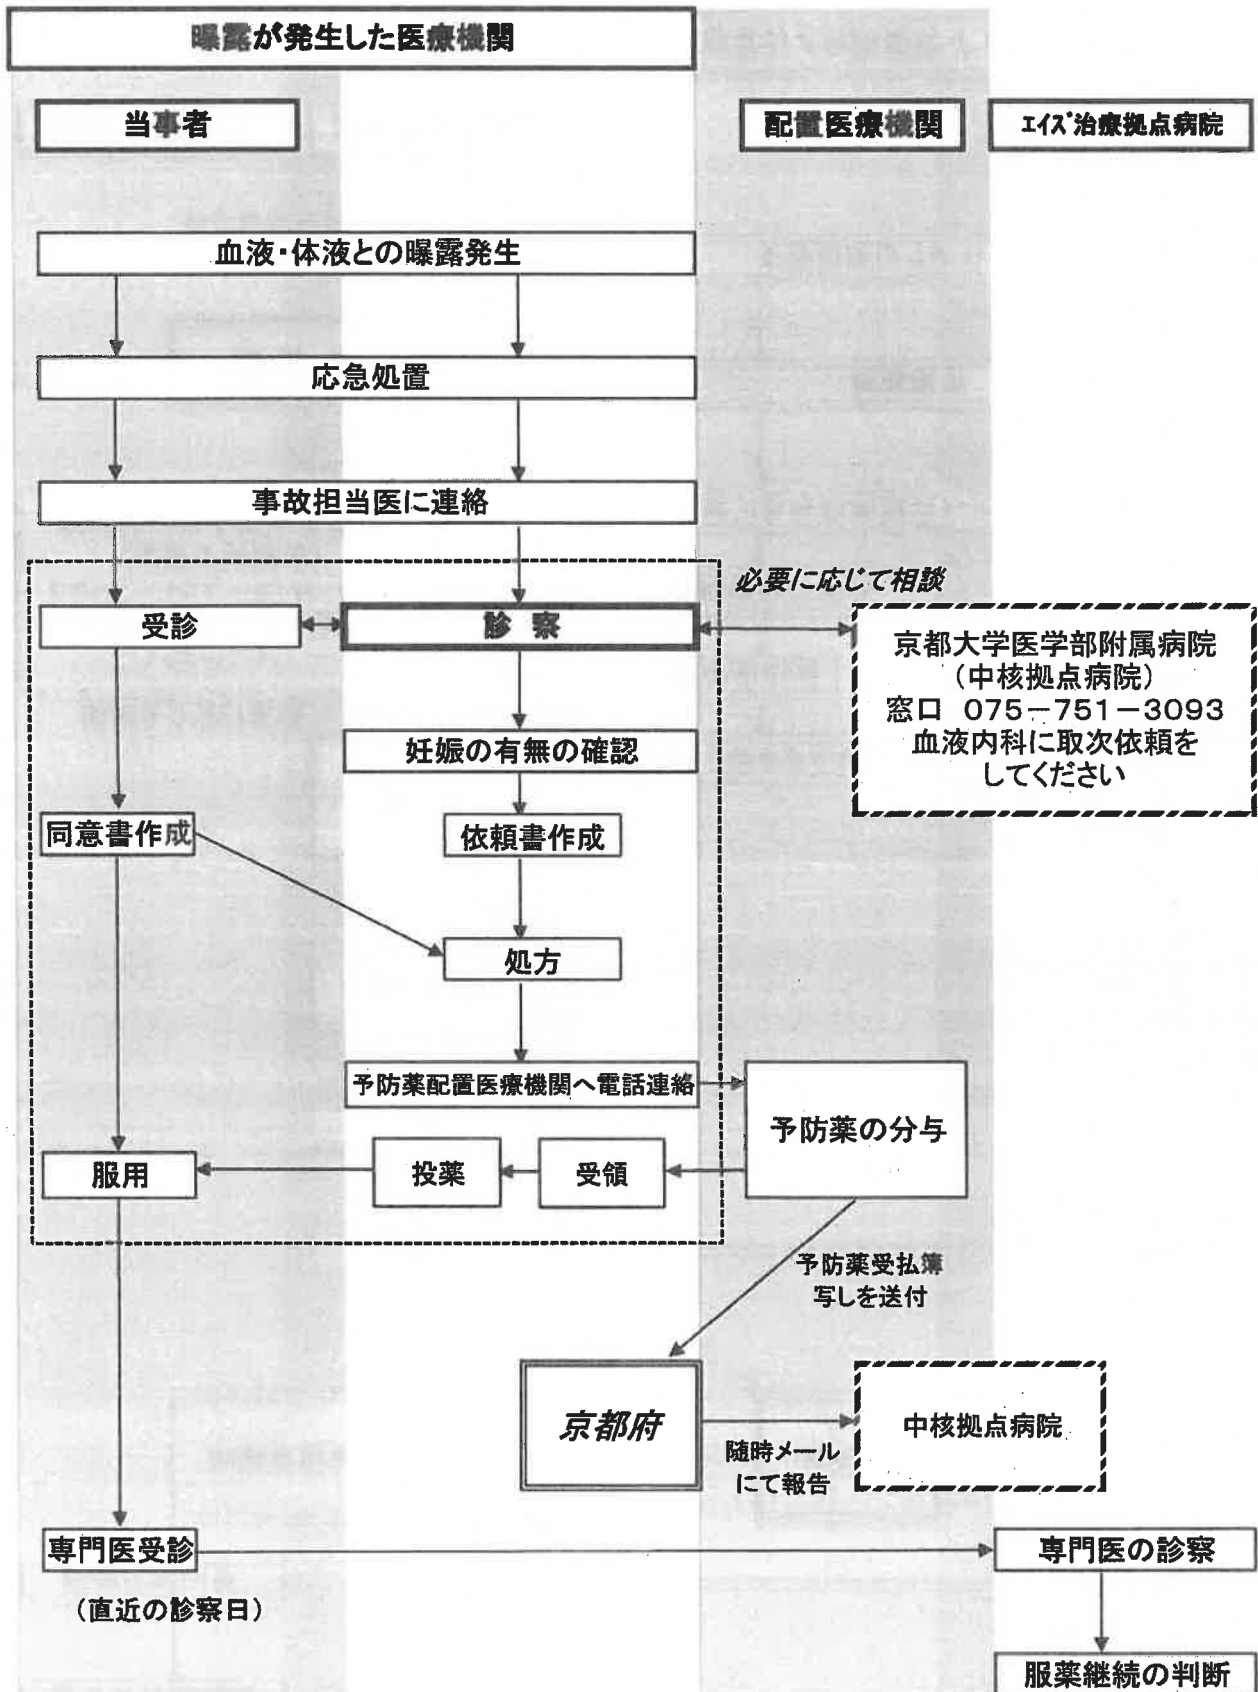 曝露が発生した医療機関
当事者
配置医療機関
エイズ治療拠点病院
血液・体液との曝露発生
応急処置
事故担当医に連絡
必要に応じて相談
受診
診察
京都大学医学部附属病院
(中核拠点病院)
窓口 075-751-3093
血液内科に取次依頼を
してください
妊娠の有無の確認
同意書作成
依頼書作成
処方
予防薬配置医療機関へ電話連絡
予防薬の分与
服用
投薬
受領
予防薬受払簿
写しを送付
京都府
中核拠点病院
随時メール
にて報告
専門医受診
専門医の診察
(直近の診察日)
服薬継続の判断